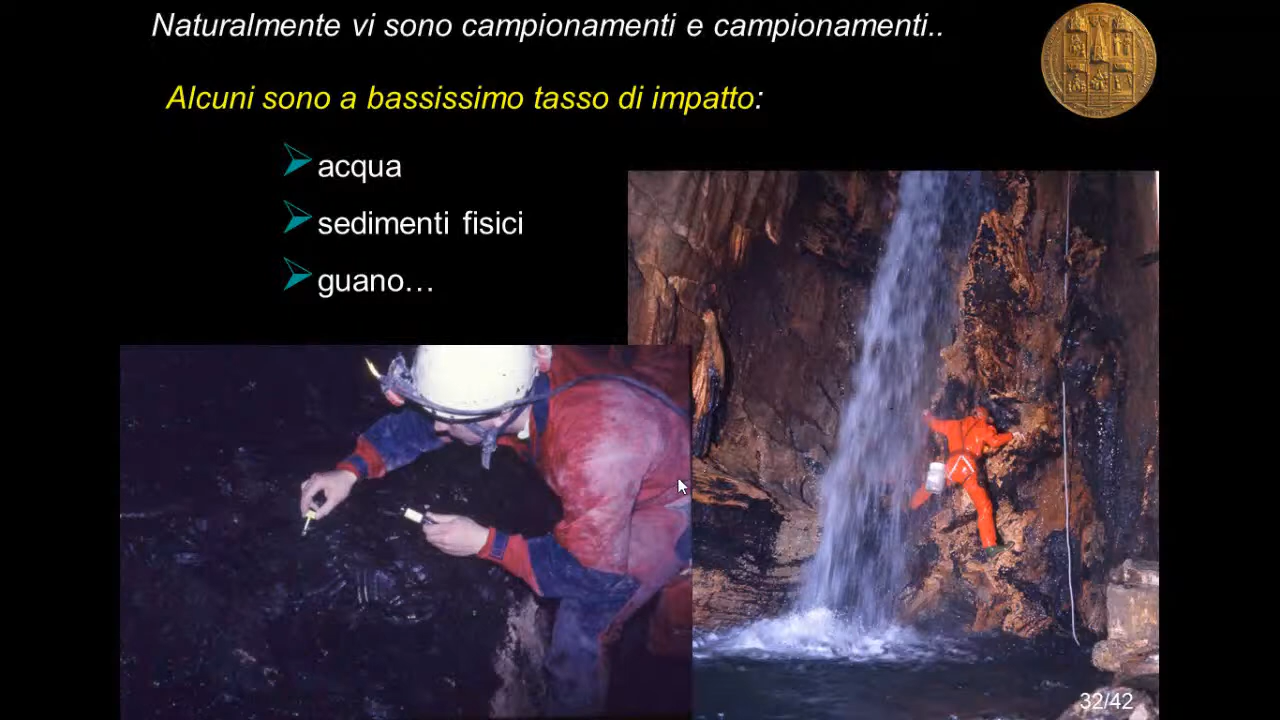 Naturalmente vi sono campionamenti e campionamenti..
Alcuni sono a bassissimo tasso di impatto:
acqua
sedimenti fisici
guano…
32/42